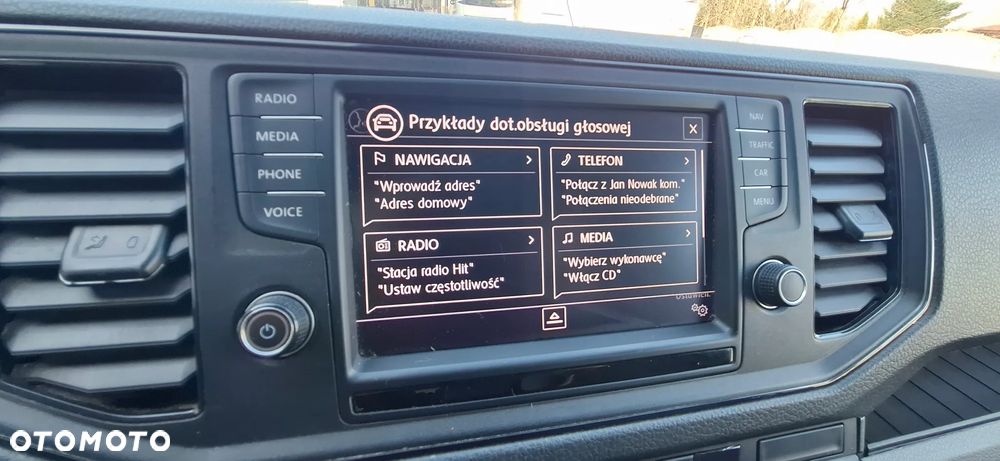 RADIO
MEDIA
PHONE
VOICE
Przykłady dot.obsługi głosowej
X
NAWIGACJA >
"Wprowadź adres"
"Adres domowy"
TELEFON >
"Połącz z Jan Nowak kom."
"Połączenia nieodebrane"
RADIO >
"Stacja radio Hit"
"Ustaw częstotliwość"
MEDIA >
"Wybierz wykonawcę"
"Włącz CD"
Ustawien.
NAV
TRAFFIC
CAR
MENU
OTOMOTO